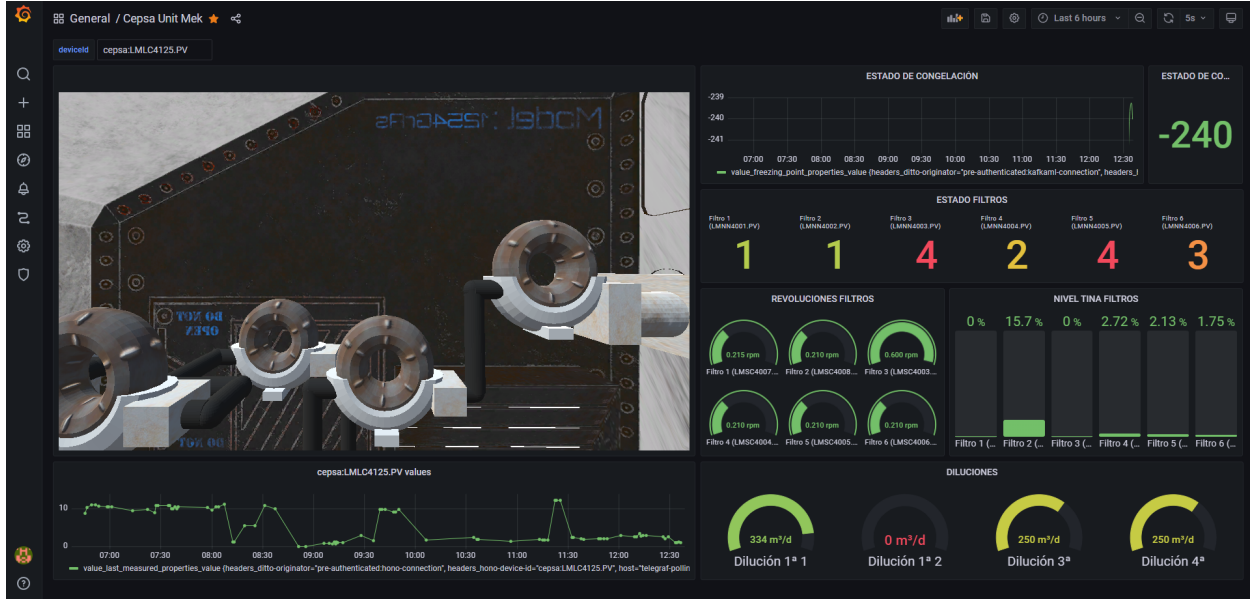 General / Cepsa Unit Mek
Last 6 hours
5s
deviceId cepsa:LMLC4125.PV
Model :1254GrAs
DO NOT
OPEN
DO NOT
cepsa:LMLC4125.PV values
10
0
07:00 07:30 08:00 08:30 09:00 09:30 10:00 10:30 11:00 11:30 12:00 12:30
value_last_measured_properties_value {headers_ditto-originator="pre-authenticated:hono-connection", headers_hono-device-id="cepsa:LMLC4125.PV", host="telegraf-pollin
ESTADO DE CONGELACIÓN
-239
-240
-241
07:00 07:30 08:00 08:30 09:00 09:30 10:00 10:30 11:00 11:30 12:00 12:30
value_freezing_point_properties_value {headers_ditto-originator="pre-authenticated:kafkaml-connection", headers_l
ESTADO DE CO...
-240
ESTADO FILTROS
Filtro 1 Filtro 2 Filtro 3 Filtro 4 Filtro 5 Filtro 6
(LMNN4001.PV) (LMNN4002.PV) (LMNN4003.PV) (LMNN4004.PV) (LMNN4005.PV) (LMNN4006.PV)
1 1 4 2 4 3
REVOLUCIONES FILTROS
0.215 rpm 0.210 rpm 0.600 rpm
Filtro 1 (LMSC4007.... Filtro 2 (LMSC4008.... Filtro 3 (LMSC4003....
0.210 rpm 0.210 rpm 0.210 rpm
Filtro 4 (LMSC4004.... Filtro 5 (LMSC4005.... Filtro 6 (LMSC4006....
NIVEL TINA FILTROS
0 % 15.7 % 0 % 2.72 % 2.13 % 1.75 %
Filtro 1 (... Filtro 2 (... Filtro 3 (... Filtro 4 (... Filtro 5 (... Filtro 6 (...
DILUCIONES
334 m³/d 0 m³/d 250 m³/d 250 m³/d
Dilución 1ª 1 Dilución 1ª 2 Dilución 3ª Dilución 4ª